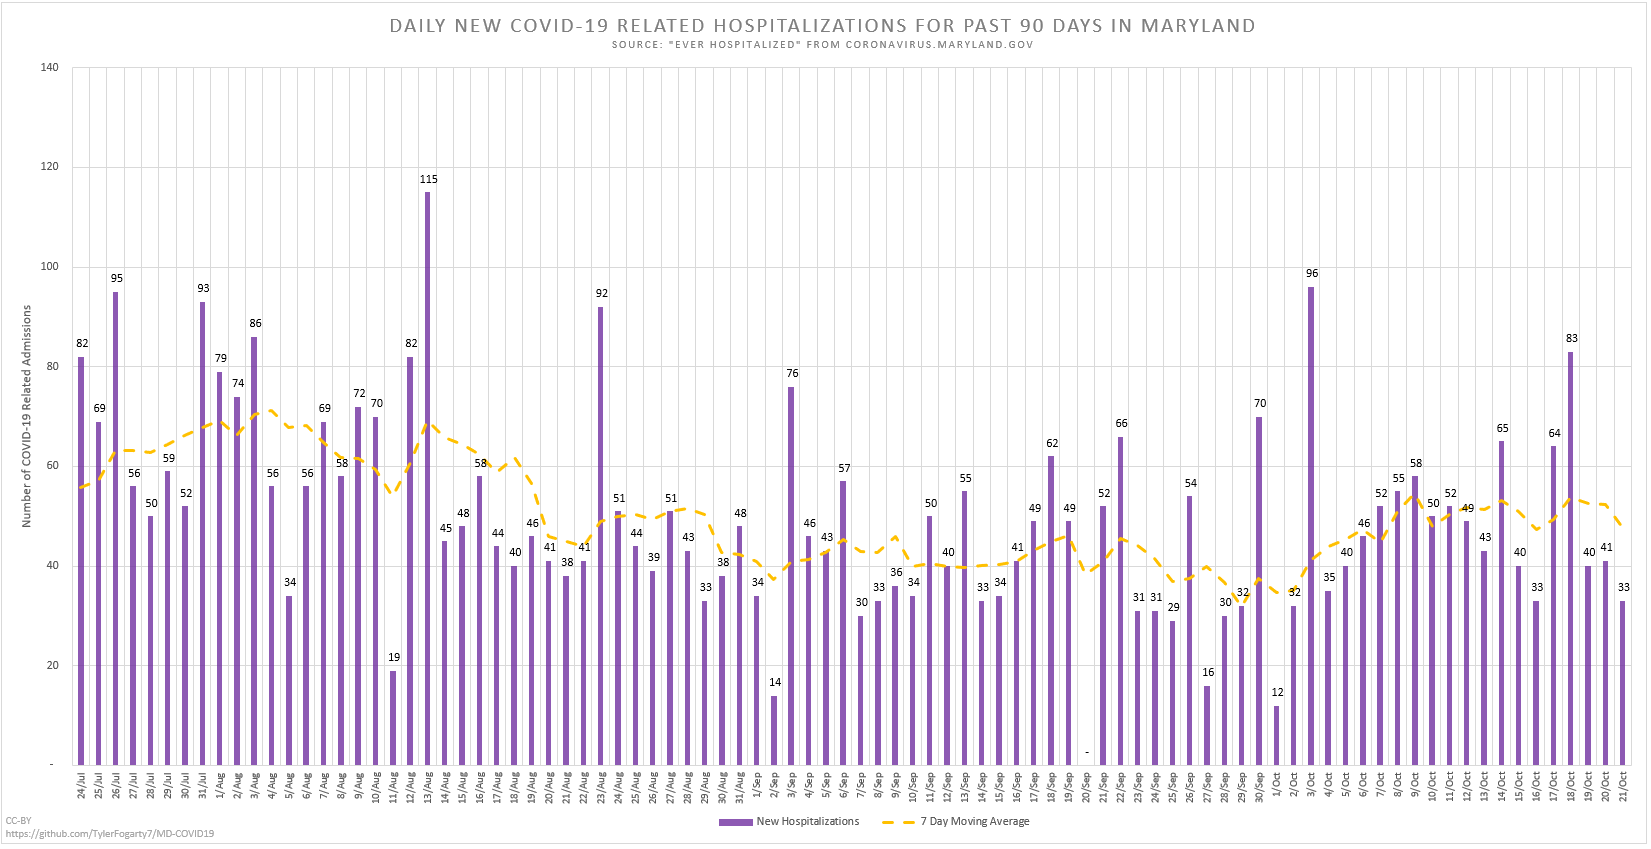 DAILY NEW COVID-19 RELATED HOSPITALIZATIONS FOR PAST 90 DAYS IN MARYLAND
SOURCE: "EVER HOSPITALIZED" FROM CORONAVIRUS.MARYLAND.GOV
Number of COVID-19 Related Admissions
140
120
100
80
60
40
20
-
82 69 95 56 50 59 52 93 79 74 86 56 34 56 69 58 72 70 19 82 115 45 48 58 44 40 46 41 38 41 92 51 44 39 51 43 33 38 48 34 14 76 46 43 57 30 33 36 34 50 40 55 33 34 41 49 62 49 - 52 66 31 31 29 54 16 30 32 70 12 32 96 35 40 46 52 55 58 50 52 49 43 65 40 33 64 83 40 41 33
24/Jul 25/Jul 26/Jul 27/Jul 28/Jul 29/Jul 30/Jul 31/Jul 1/Aug 2/Aug 3/Aug 4/Aug 5/Aug 6/Aug 7/Aug 8/Aug 9/Aug 10/Aug 11/Aug 12/Aug 13/Aug 14/Aug 15/Aug 16/Aug 17/Aug 18/Aug 19/Aug 20/Aug 21/Aug 22/Aug 23/Aug 24/Aug 25/Aug 26/Aug 27/Aug 28/Aug 29/Aug 30/Aug 31/Aug 1/Sep 2/Sep 3/Sep 4/Sep 5/Sep 6/Sep 7/Sep 8/Sep 9/Sep 10/Sep 11/Sep 12/Sep 13/Sep 14/Sep 15/Sep 16/Sep 17/Sep 18/Sep 19/Sep 20/Sep 21/Sep 22/Sep 23/Sep 24/Sep 25/Sep 26/Sep 27/Sep 28/Sep 29/Sep 30/Sep 1/Oct 2/Oct 3/Oct 4/Oct 5/Oct 6/Oct 7/Oct 8/Oct 9/Oct 10/Oct 11/Oct 12/Oct 13/Oct 14/Oct 15/Oct 16/Oct 17/Oct 18/Oct 19/Oct 20/Oct 21/Oct
New Hospitalizations 7 Day Moving Average
CC-BY
https://github.com/TylerFogarty7/MD-COVID19